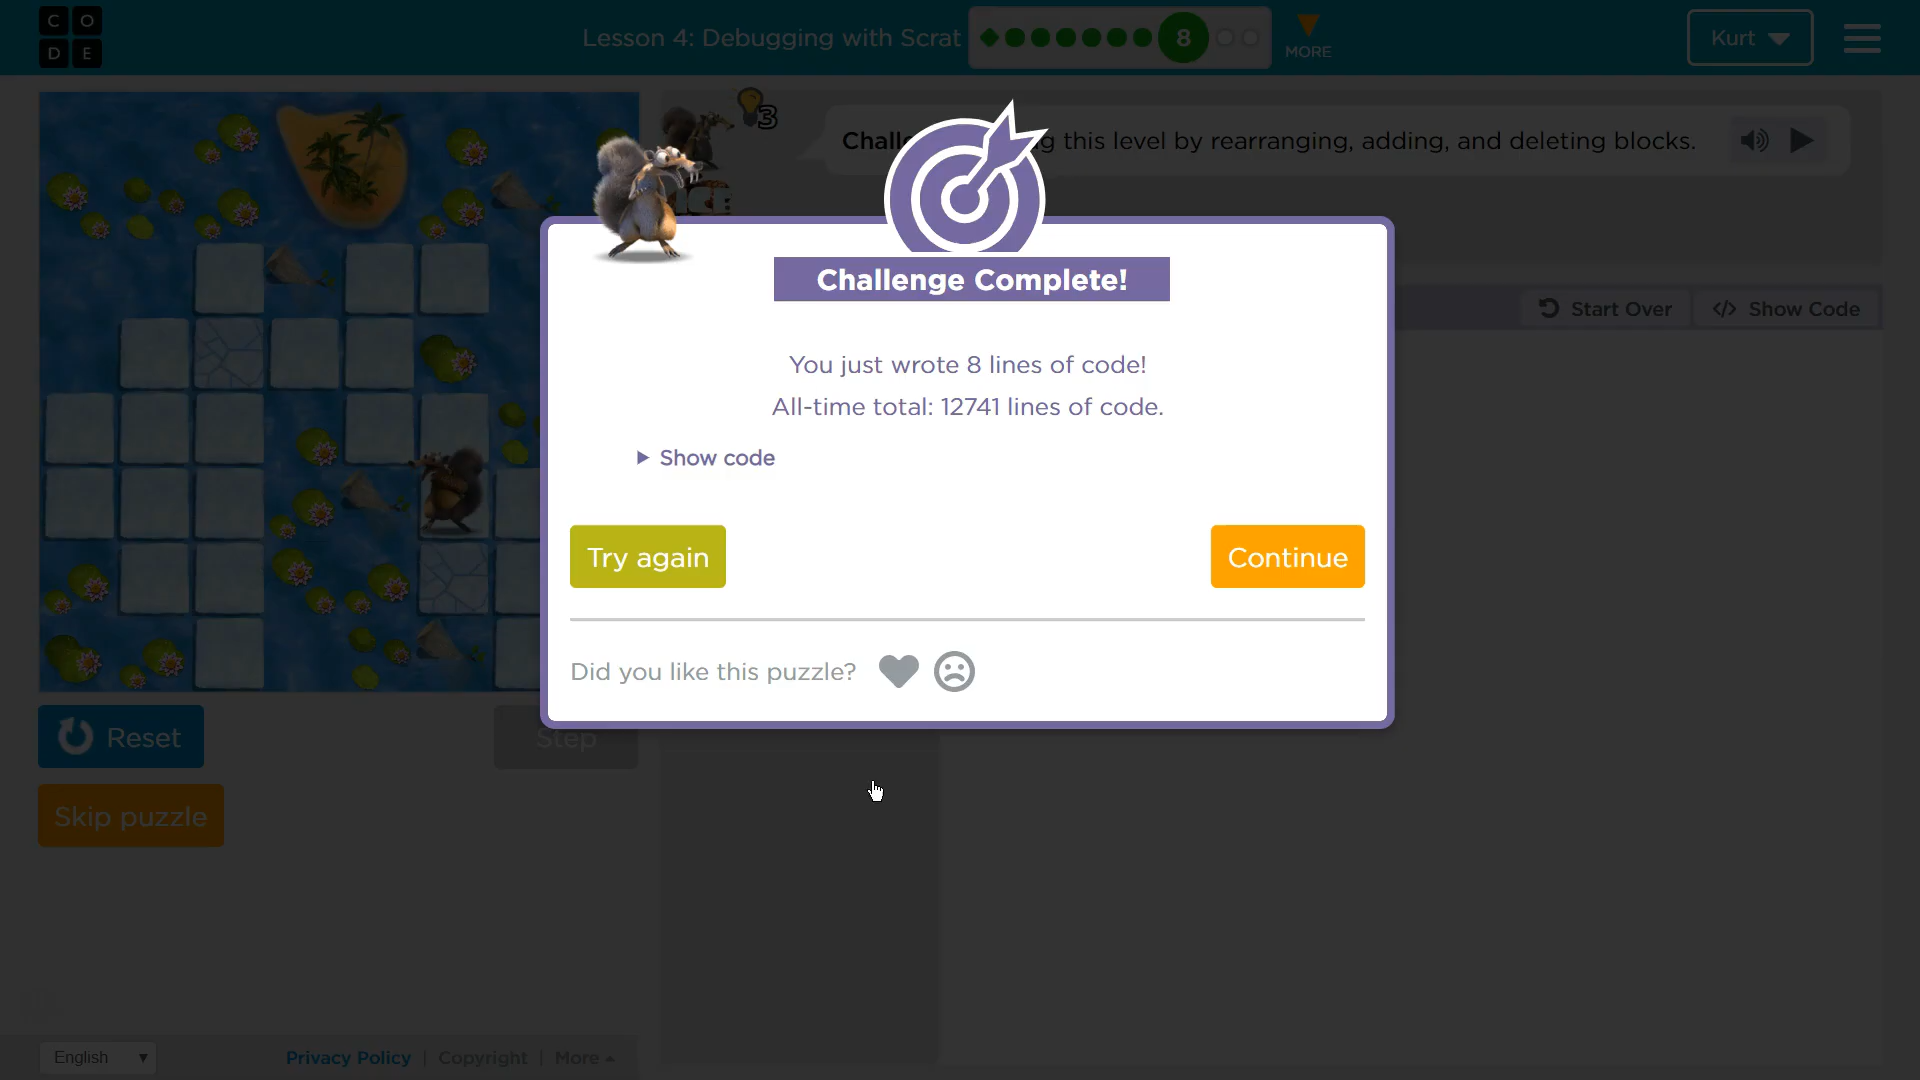 C O
D E
Lesson 4: Debugging with Scrat
8
MORE
Kurt
3
Chall g this level by rearranging, adding, and deleting blocks.
Challenge Complete!
Start Over
Show Code
You just wrote 8 lines of code!
All-time total: 12741 lines of code.
Show code
Try again
Continue
Did you like this puzzle?
Reset
Step
Skip puzzle
English
Privacy Policy | Copyright | More